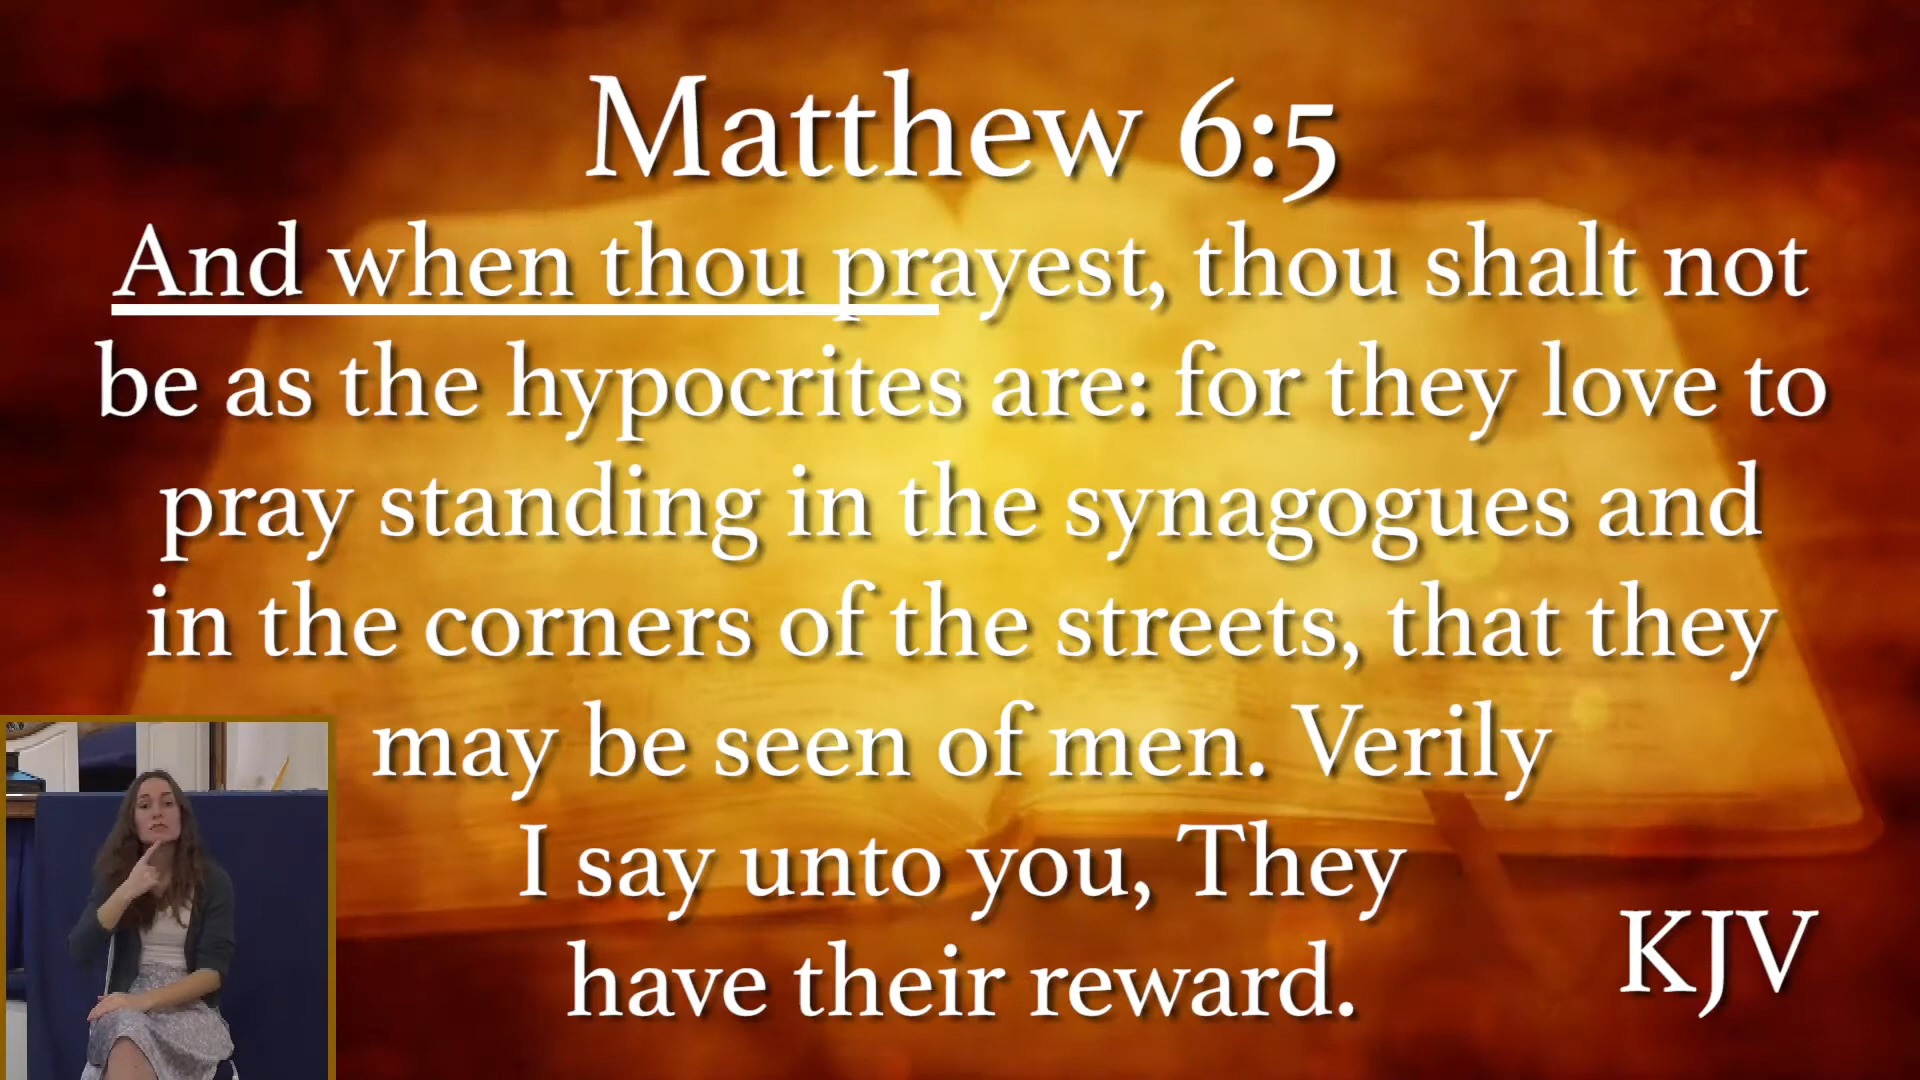 Matthew 6:5
And when thou prayest, thou shalt not
be as the hypocrites are: for they love to
pray standing in the synagogues and
in the corners of the streets, that they
may be seen of men. Verily
I say unto you, They
have their reward.
KJV